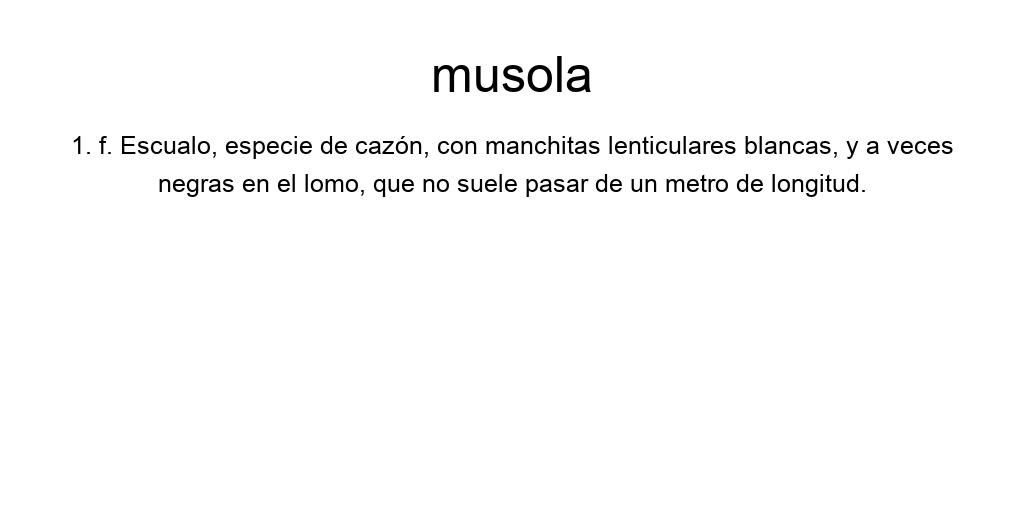 musola
1. f. Escualo, especie de cazón, con manchitas lenticulares blancas, y a veces
negras en el lomo, que no suele pasar de un metro de longitud.